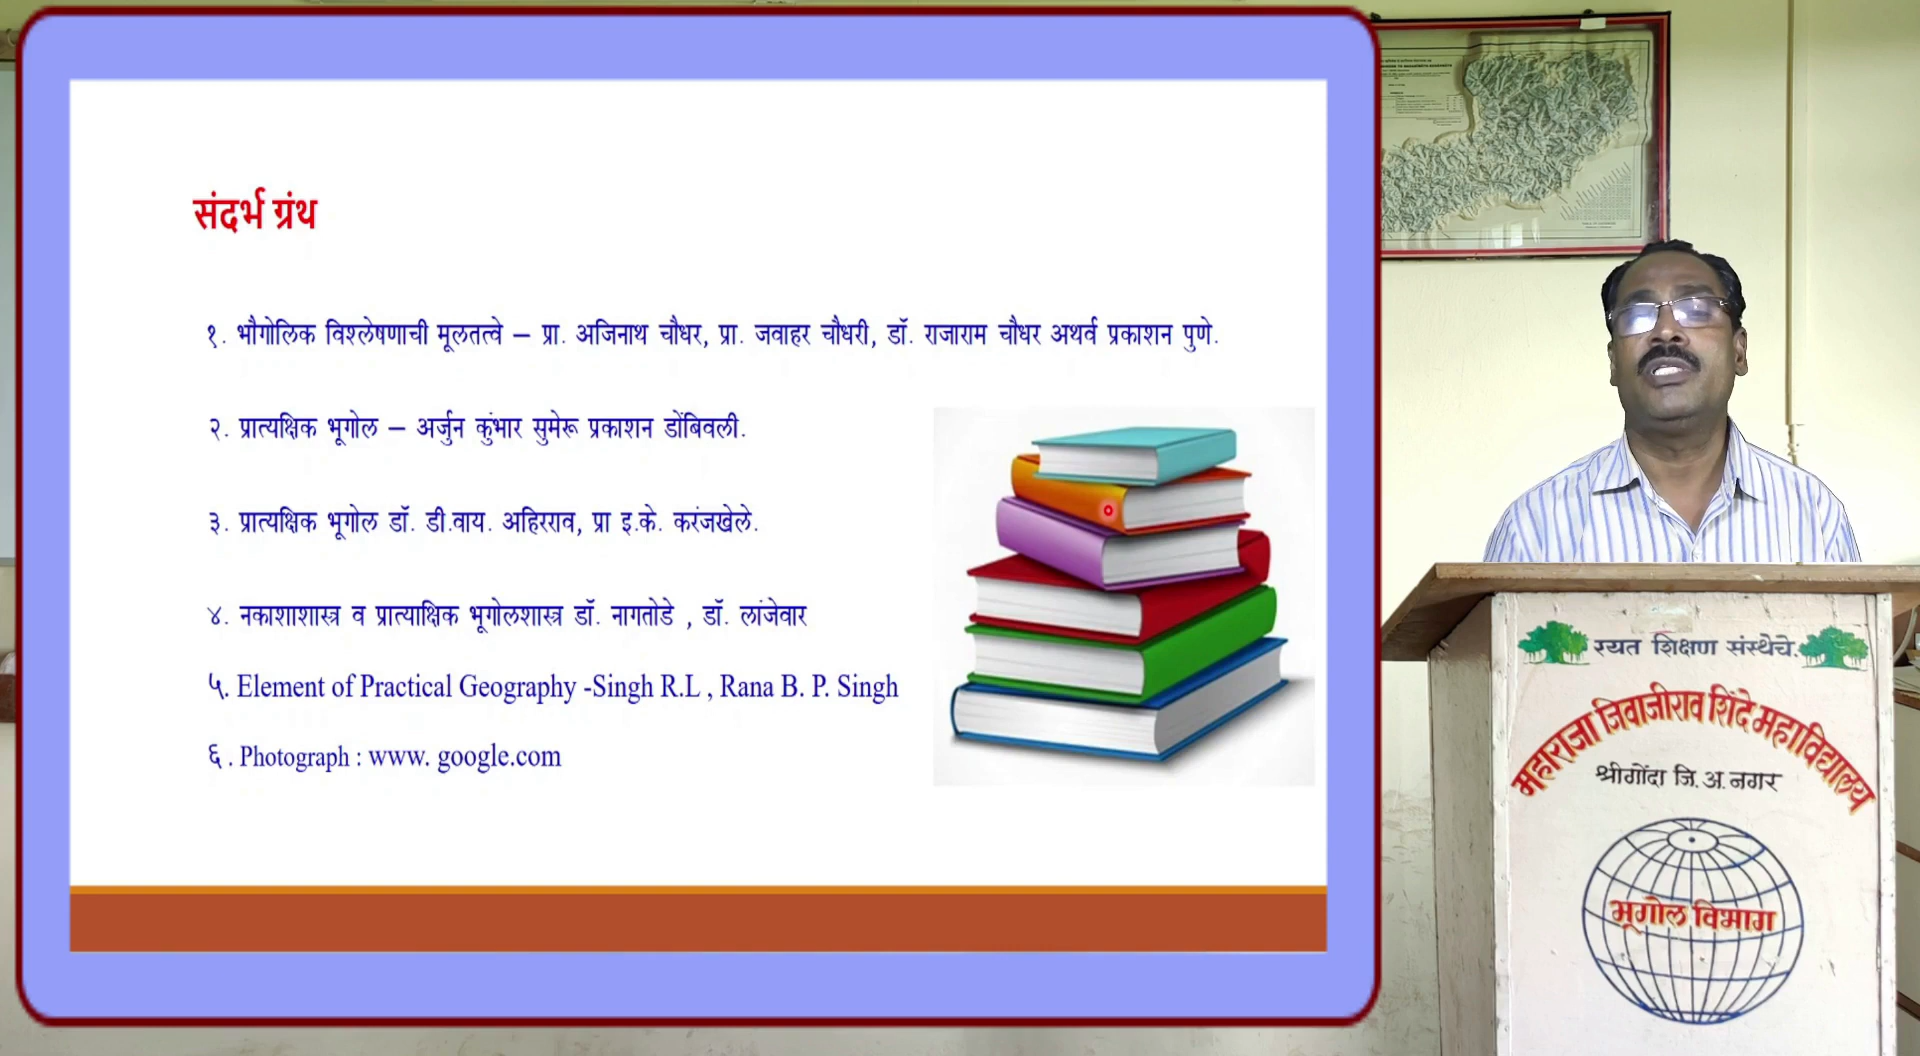 संदर्भ ग्रंथ
१. भौगोलिक विश्लेषणाची मूलतत्वे – प्रा. अजिनाथ चौधर, प्रा. जवाहर चौधरी, डॉ. राजाराम चौधर अथर्व प्रकाशन पुणे.
२. प्रात्यक्षिक भूगोल – अर्जुन कुंभार सुमेरू प्रकाशन डोंबिवली.
३. प्रात्यक्षिक भूगोल डॉ. डी.वाय. अहिरराव, प्रा इ.के. करंजखेले.
४. नकाशाशास्त्र व प्रात्याक्षिक भूगोलशास्त्र डॉ. नागतोडे , डॉ. लांजेवार
५. Element of Practical Geography -Singh R.L , Rana B. P. Singh
६. Photograph : www. google.com
रयत शिक्षण संस्थेचे.
महाराजा जिवाजीराव शिंदे महाविद्यालय
श्रीगोंदा जि. अ. नगर
भूगोल विभाग